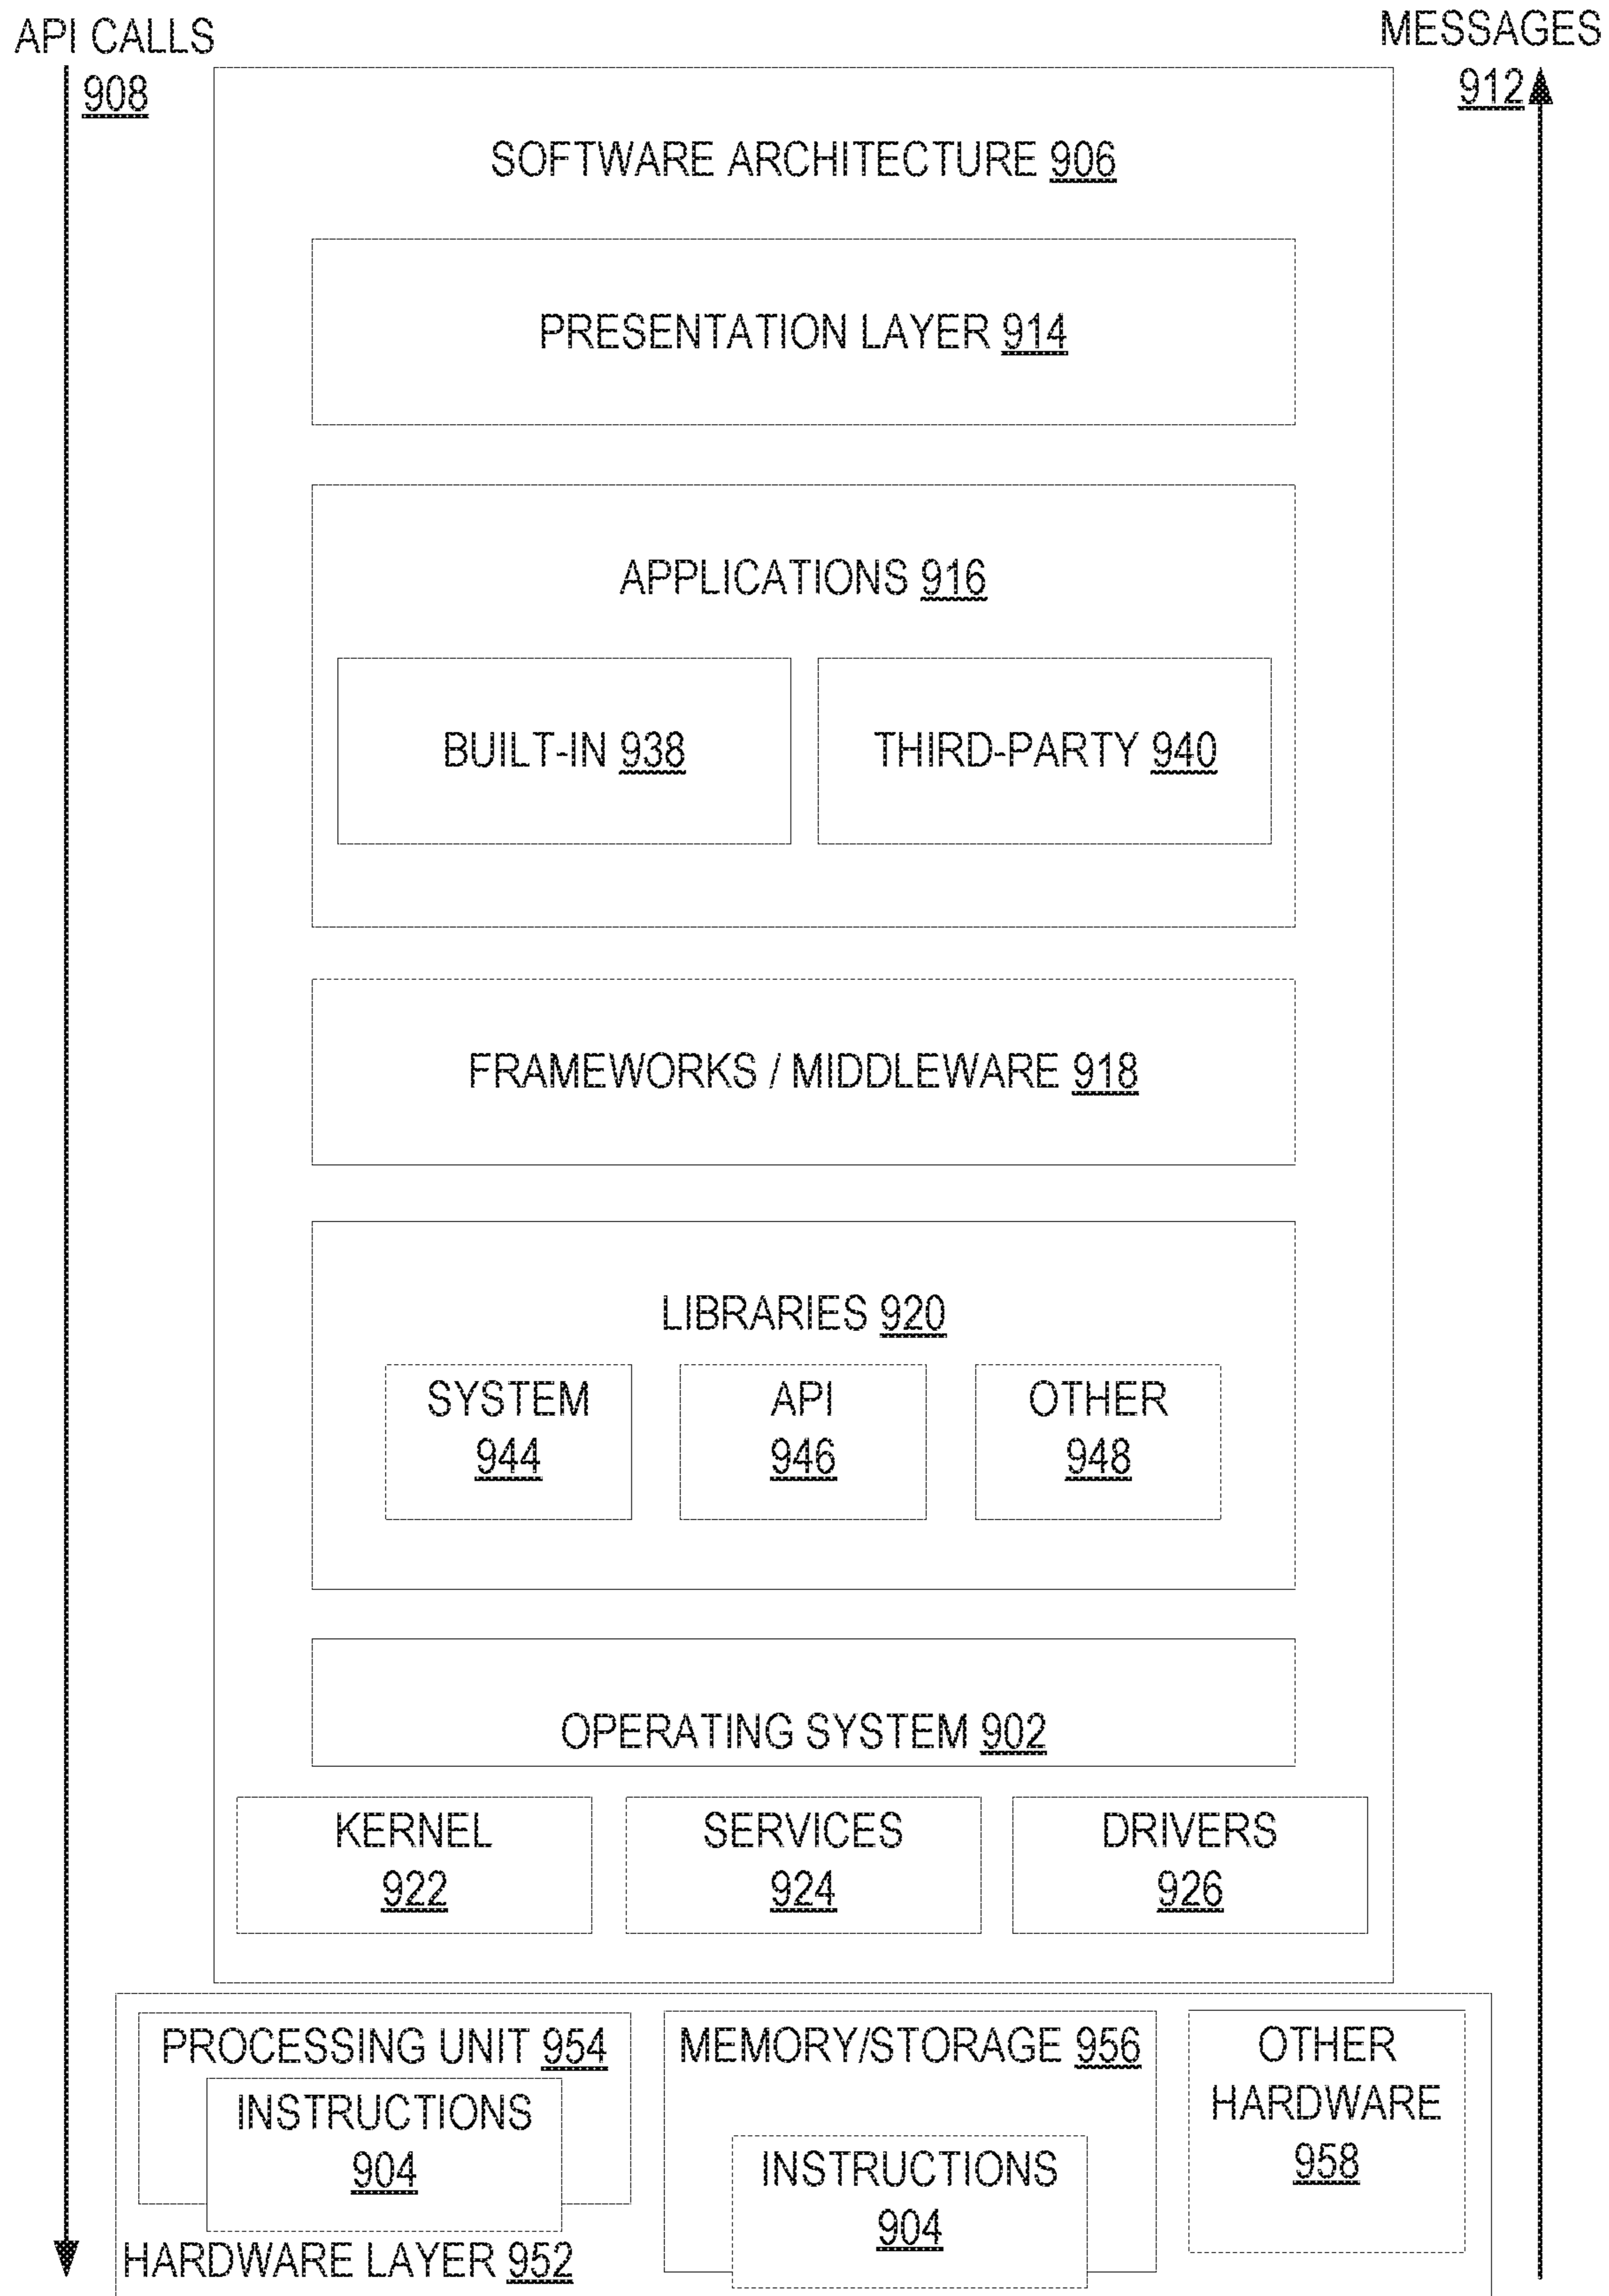 API CALLS
908
MESSAGES
912
SOFTWARE ARCHITECTURE 906
PRESENTATION LAYER 914
APPLICATIONS 916
BUILT-IN 938
THIRD-PARTY 940
FRAMEWORKS / MIDDLEWARE 918
LIBRARIES 920
SYSTEM
944
API
946
OTHER
948
OPERATING SYSTEM 902
KERNEL
922
SERVICES
924
DRIVERS
926
PROCESSING UNIT 954
INSTRUCTIONS
904
MEMORY/STORAGE 956
INSTRUCTIONS
904
OTHER
HARDWARE
958
HARDWARE LAYER 952